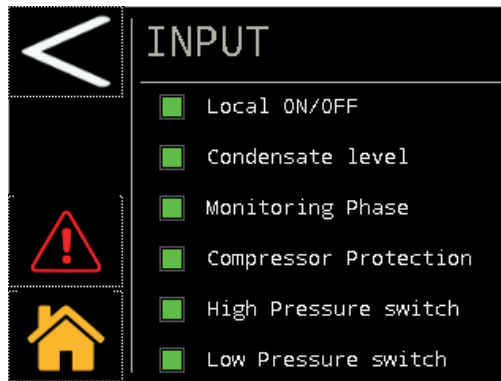 INPUT
Local ON/OFF
Condensate level
Monitoring Phase
Compressor Protection
High Pressure switch
Low Pressure switch